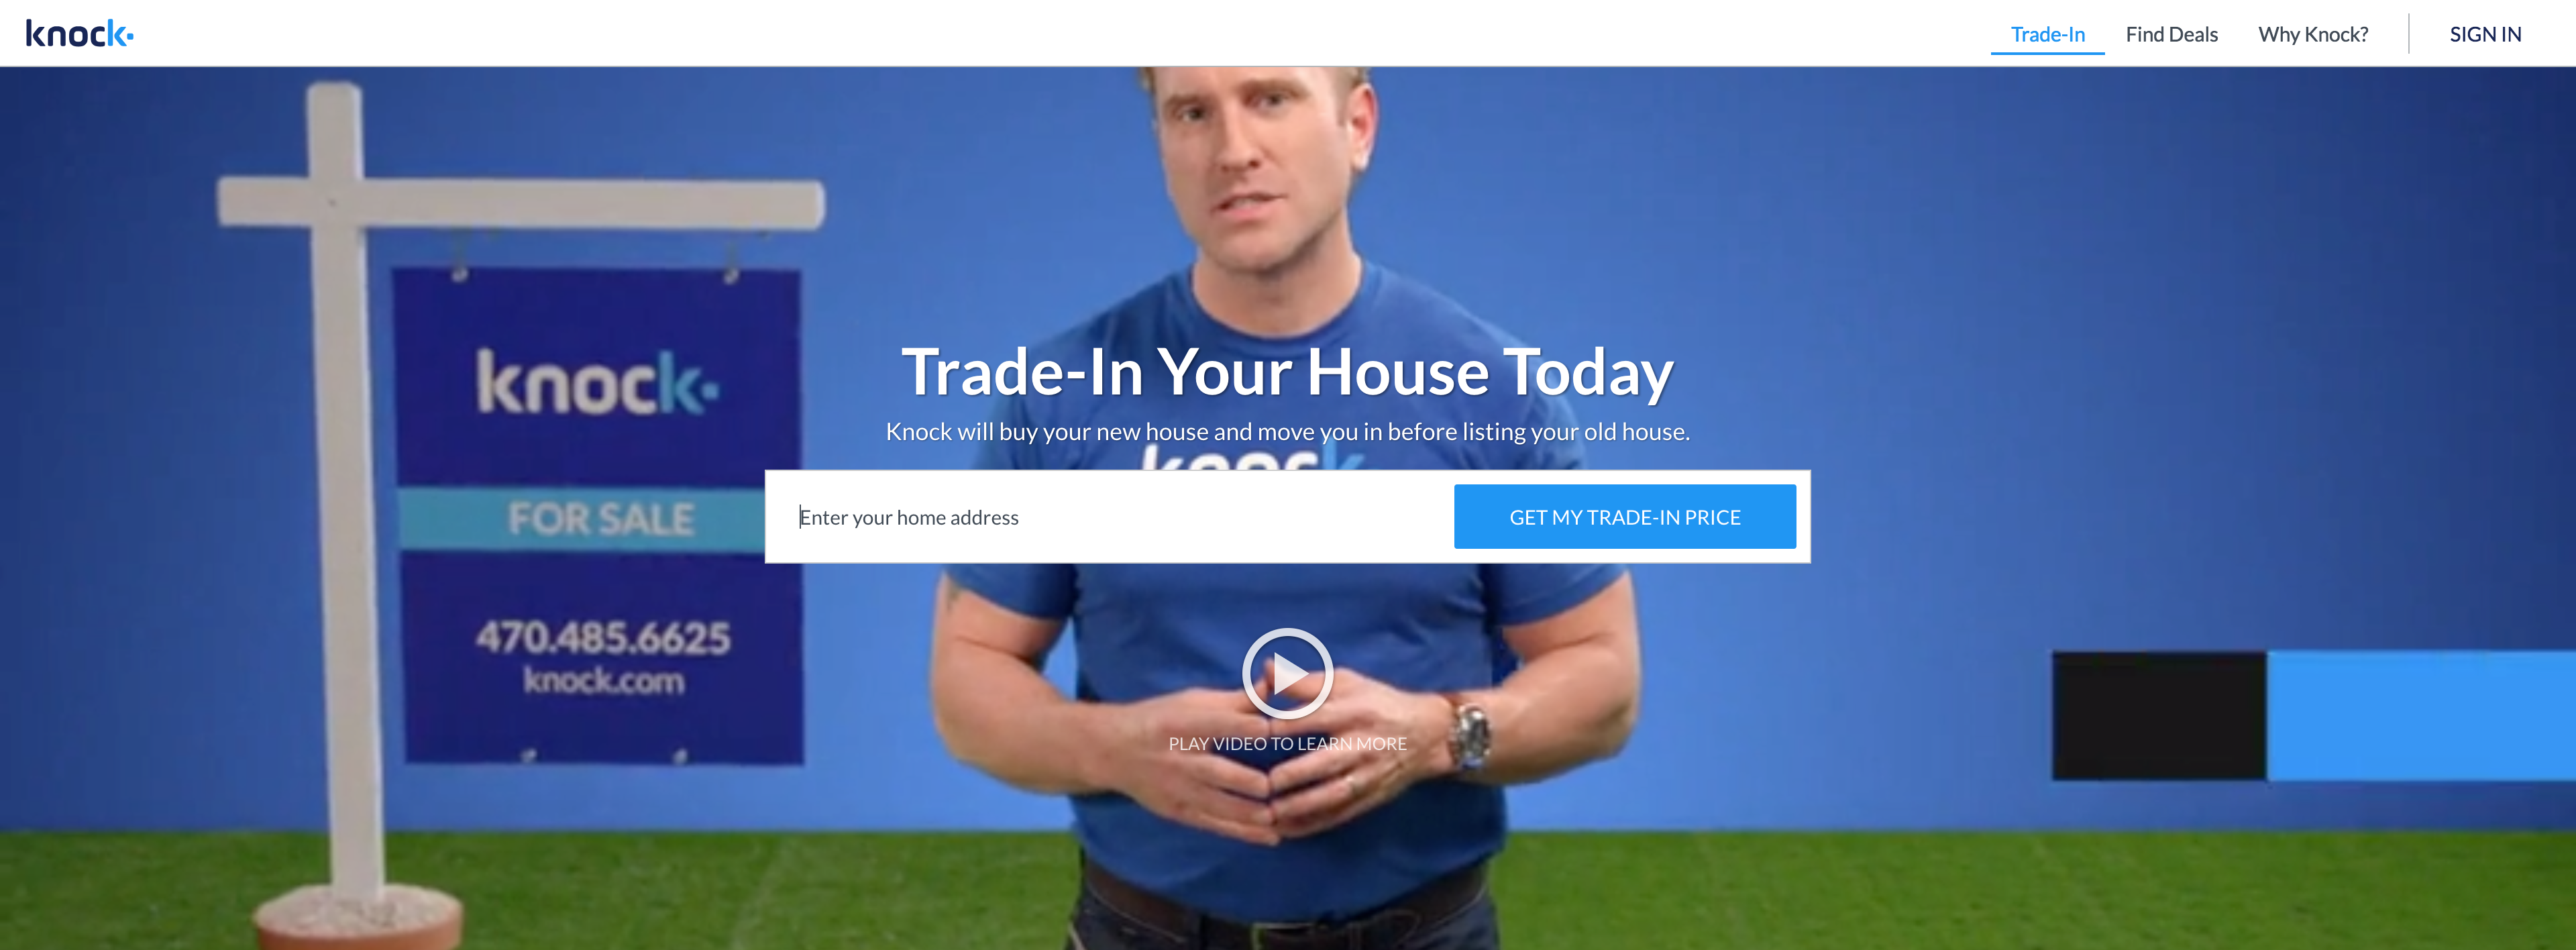 knock
Trade-In
Find Deals
Why Knock?
SIGN IN
knock
FOR SALE
470.485.6625
knock.com
Trade-In Your House Today
Knock will buy your new house and move you in before listing your old house.
knock
Enter your home address
GET MY TRADE-IN PRICE
PLAY VIDEO TO LEARN MORE